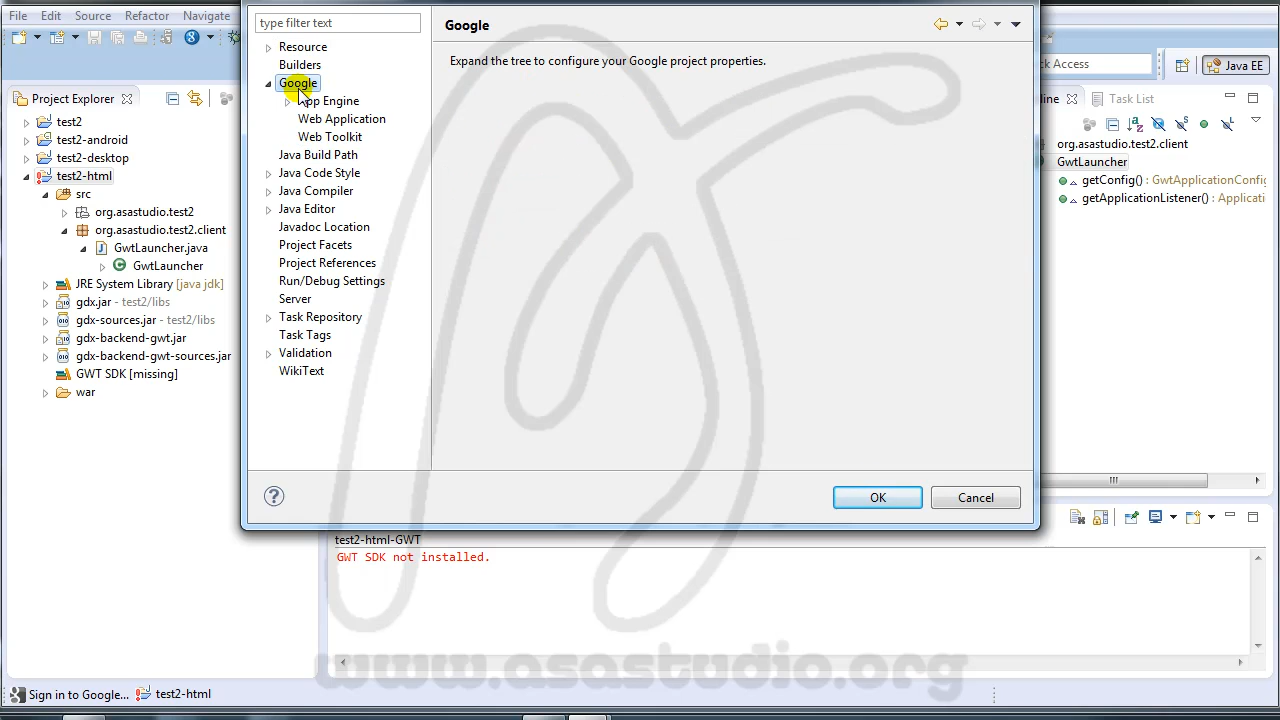 File Edit Source Refactor Navigate
type filter text
Google
Resource
Builders
Google
App Engine
Web Application
Web Toolkit
Java Build Path
Java Code Style
Java Compiler
Java Editor
Javadoc Location
Project Facets
Project References
Run/Debug Settings
Server
Task Repository
Task Tags
Validation
WikiText
Expand the tree to configure your Google project properties.
OK
Cancel
Project Explorer
test2
test2-android
test2-desktop
test2-html
src
org.asastudio.test2
org.asastudio.test2.client
GwtLauncher.java
GwtLauncher
JRE System Library [java jdk]
gdx.jar - test2/libs
gdx-sources.jar - test2/libs
gdx-backend-gwt.jar
gdx-backend-gwt-sources.jar
GWT SDK [missing]
war
ck Access
Java EE
line
Task List
org.asastudio.test2.client
GwtLauncher
getConfig() : GwtApplicationConfig
getApplicationListener() : Applicati
test2-html-GWT
GWT SDK not installed.
www.asastudio.org
Sign in to Google...
test2-html